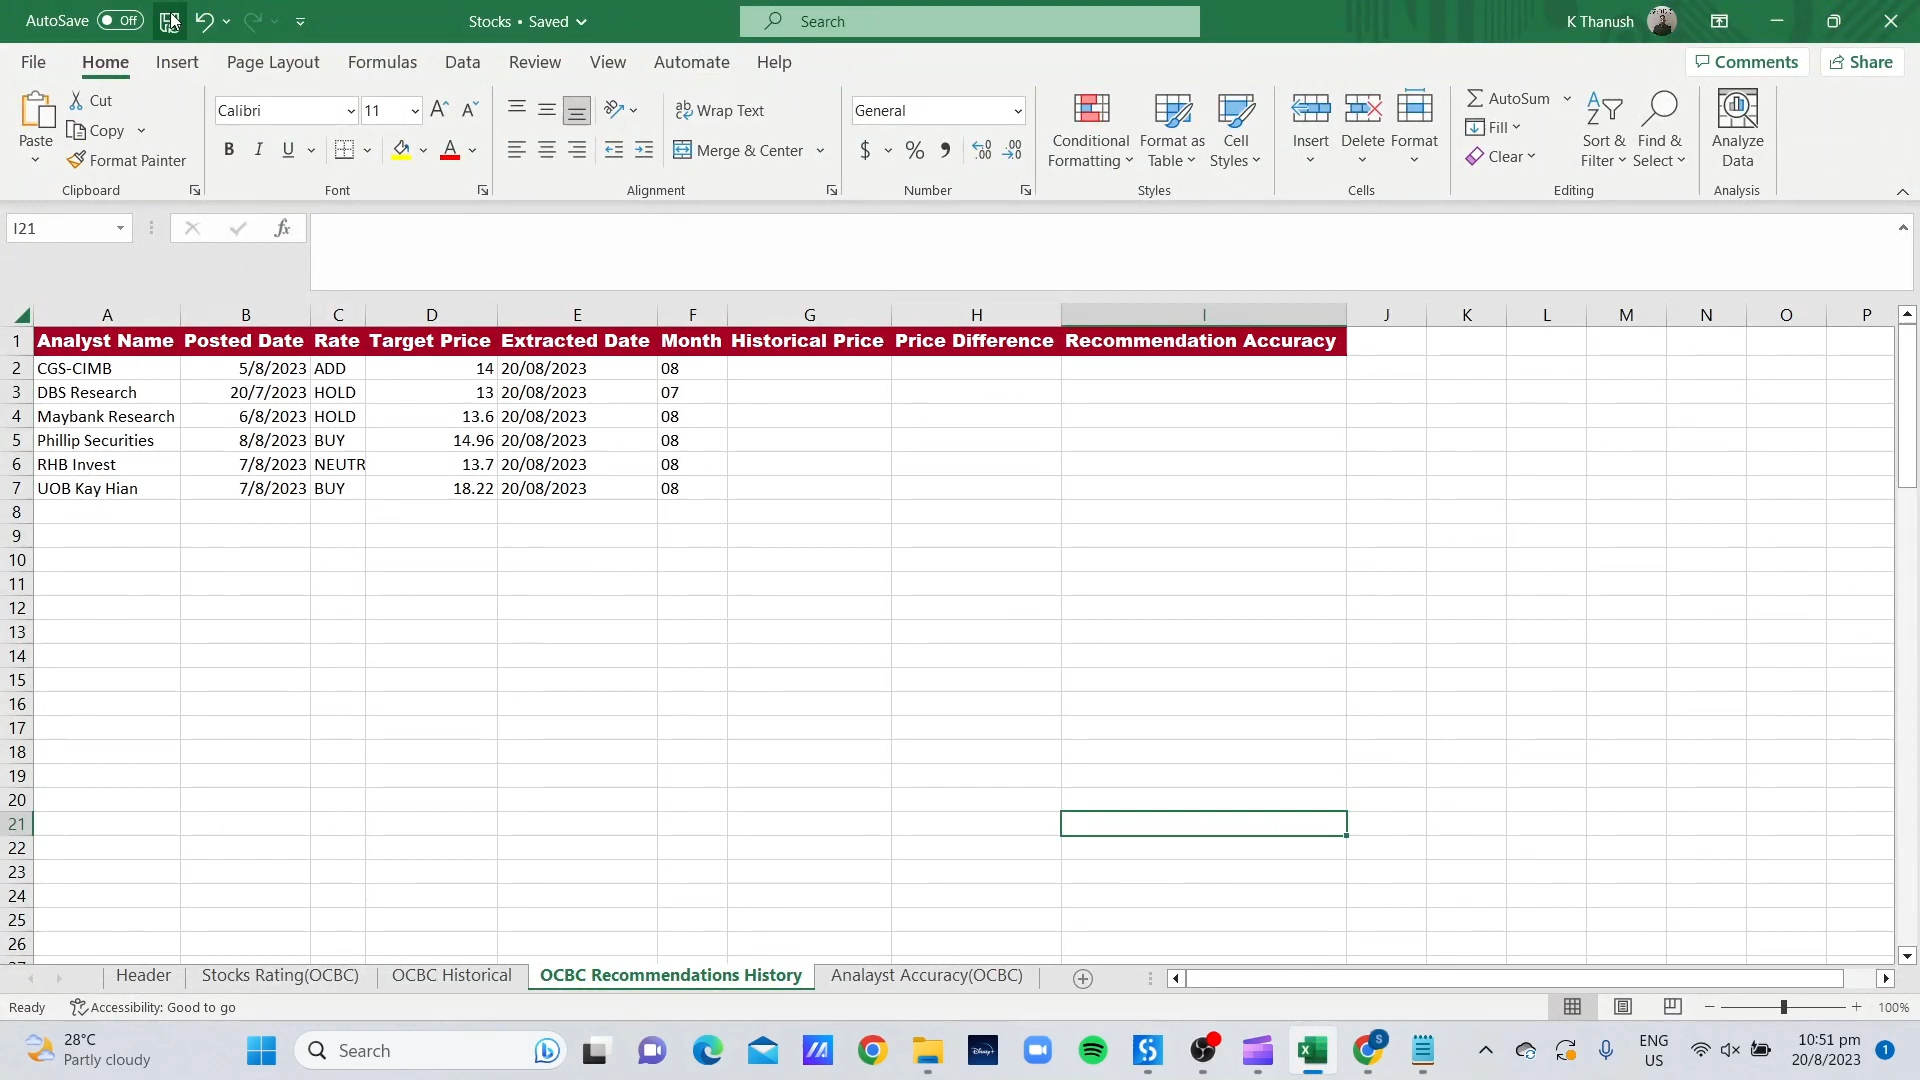 AutoSave Off Stocks • Saved Search K Thanush
File Home Insert Page Layout Formulas Data Review View Automate Help Comments Share
Cut
Copy
Format Painter
Paste
Calibri 11
B I U A
A A
ab Wrap Text
Merge & Center
General
$ % 9
Conditional Formatting
Format as Table
Cell Styles
Insert Delete Format
AutoSum
Fill
Clear
Sort & Filter
Find & Select
Analyze Data
Clipboard Font Alignment Number Styles Cells Editing Analysis
I21 fx
A B C D E F G H I J K L M N O P
1 Analyst Name Posted Date Rate Target Price Extracted Date Month Historical Price Price Difference Recommendation Accuracy
2 CGS-CIMB 5/8/2023 ADD 14 20/08/2023 08
3 DBS Research 20/7/2023 HOLD 13 20/08/2023 07
4 Maybank Research 6/8/2023 HOLD 13.6 20/08/2023 08
5 Phillip Securities 8/8/2023 BUY 14.96 20/08/2023 08
6 RHB Invest 7/8/2023 NEUTR 13.7 20/08/2023 08
7 UOB Kay Hian 7/8/2023 BUY 18.22 20/08/2023 08
8
9
10
11
12
13
14
15
16
17
18
19
20
21
22
23
24
25
26
Header Stocks Rating(OCBC) OCBC Historical OCBC Recommendations History Analayst Accuracy(OCBC)
Ready Accessibility: Good to go 100%
28°C
Partly cloudy
Search
ENG
US
10:51 pm
20/8/2023
1